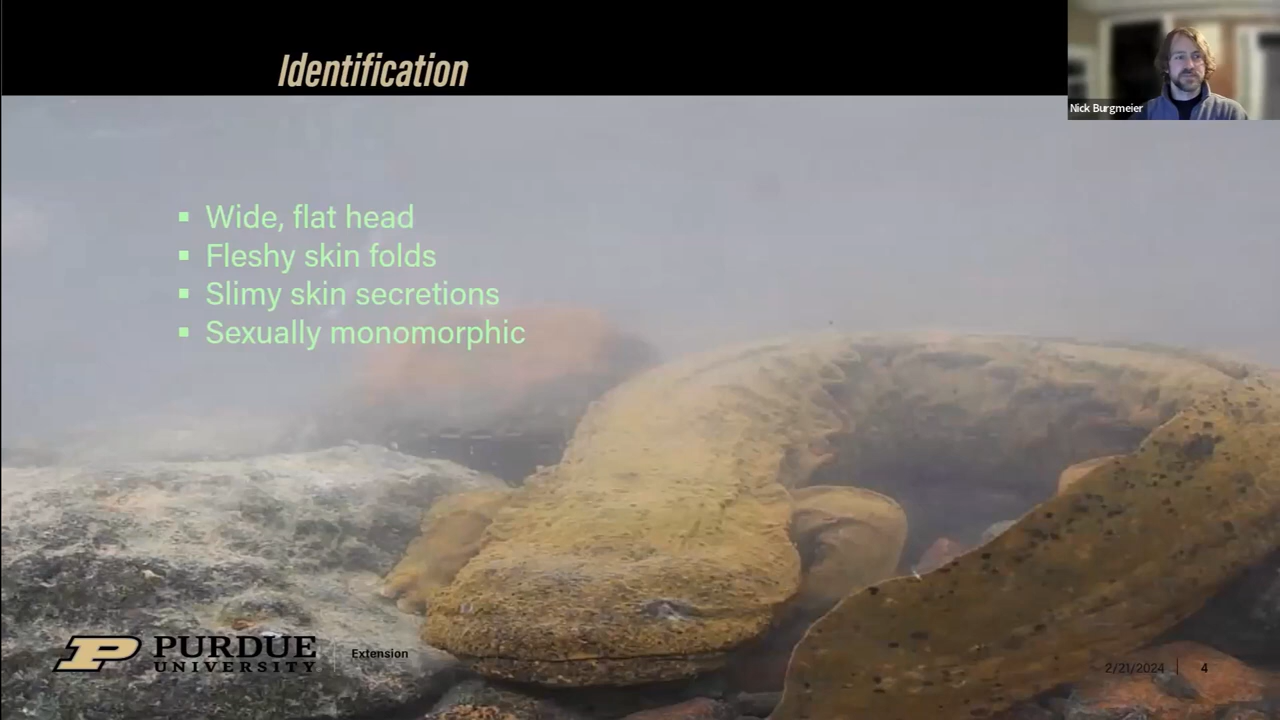 Identification
Nick Burgmeier
▪ Wide, flat head
▪ Fleshy skin folds
▪ Slimy skin secretions
▪ Sexually monomorphic
P PURDUE
UNIVERSITY
Extension
2/21/2024 | 4